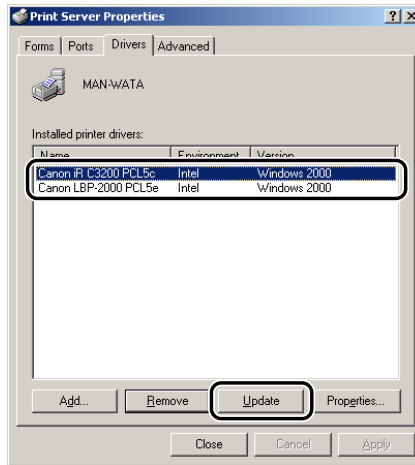 Print Server Properties
Forms Ports Drivers Advanced
MAN-WATA
Installed printer drivers:
Name Environment Version
Canon iR C3200 PCL5c Intel Windows 2000
Canon LBP-2000 PCL5e Intel Windows 2000
Add... Remove Update Properties...
Close Cancel Apply